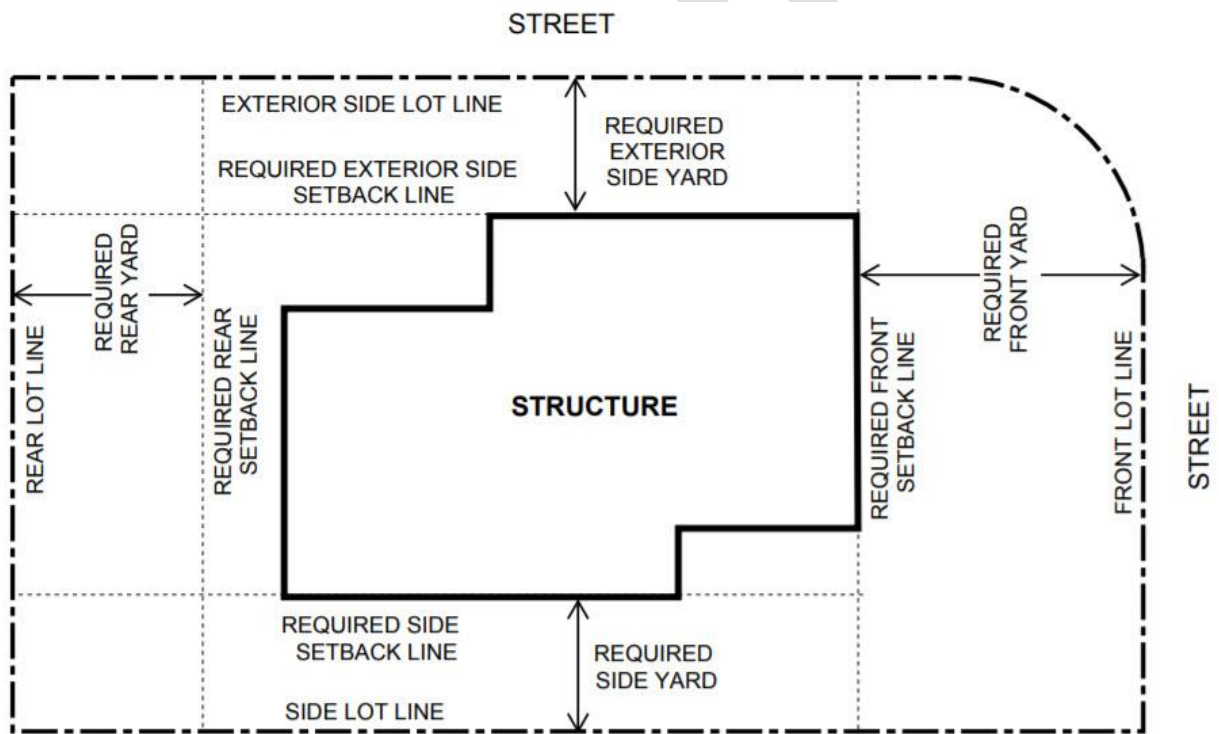 STREET
EXTERIOR SIDE LOT LINE
REQUIRED
EXTERIOR
SIDE YARD
REQUIRED EXTERIOR SIDE
SETBACK LINE
REQUIRED
REAR YARD
REQUIRED
FRONT YARD
REAR LOT LINE
REQUIRED REAR
SETBACK LINE
STRUCTURE
REQUIRED FRONT
SETBACK LINE
FRONT LOT LINE
STREET
REQUIRED SIDE
SETBACK LINE
REQUIRED
SIDE YARD
SIDE LOT LINE